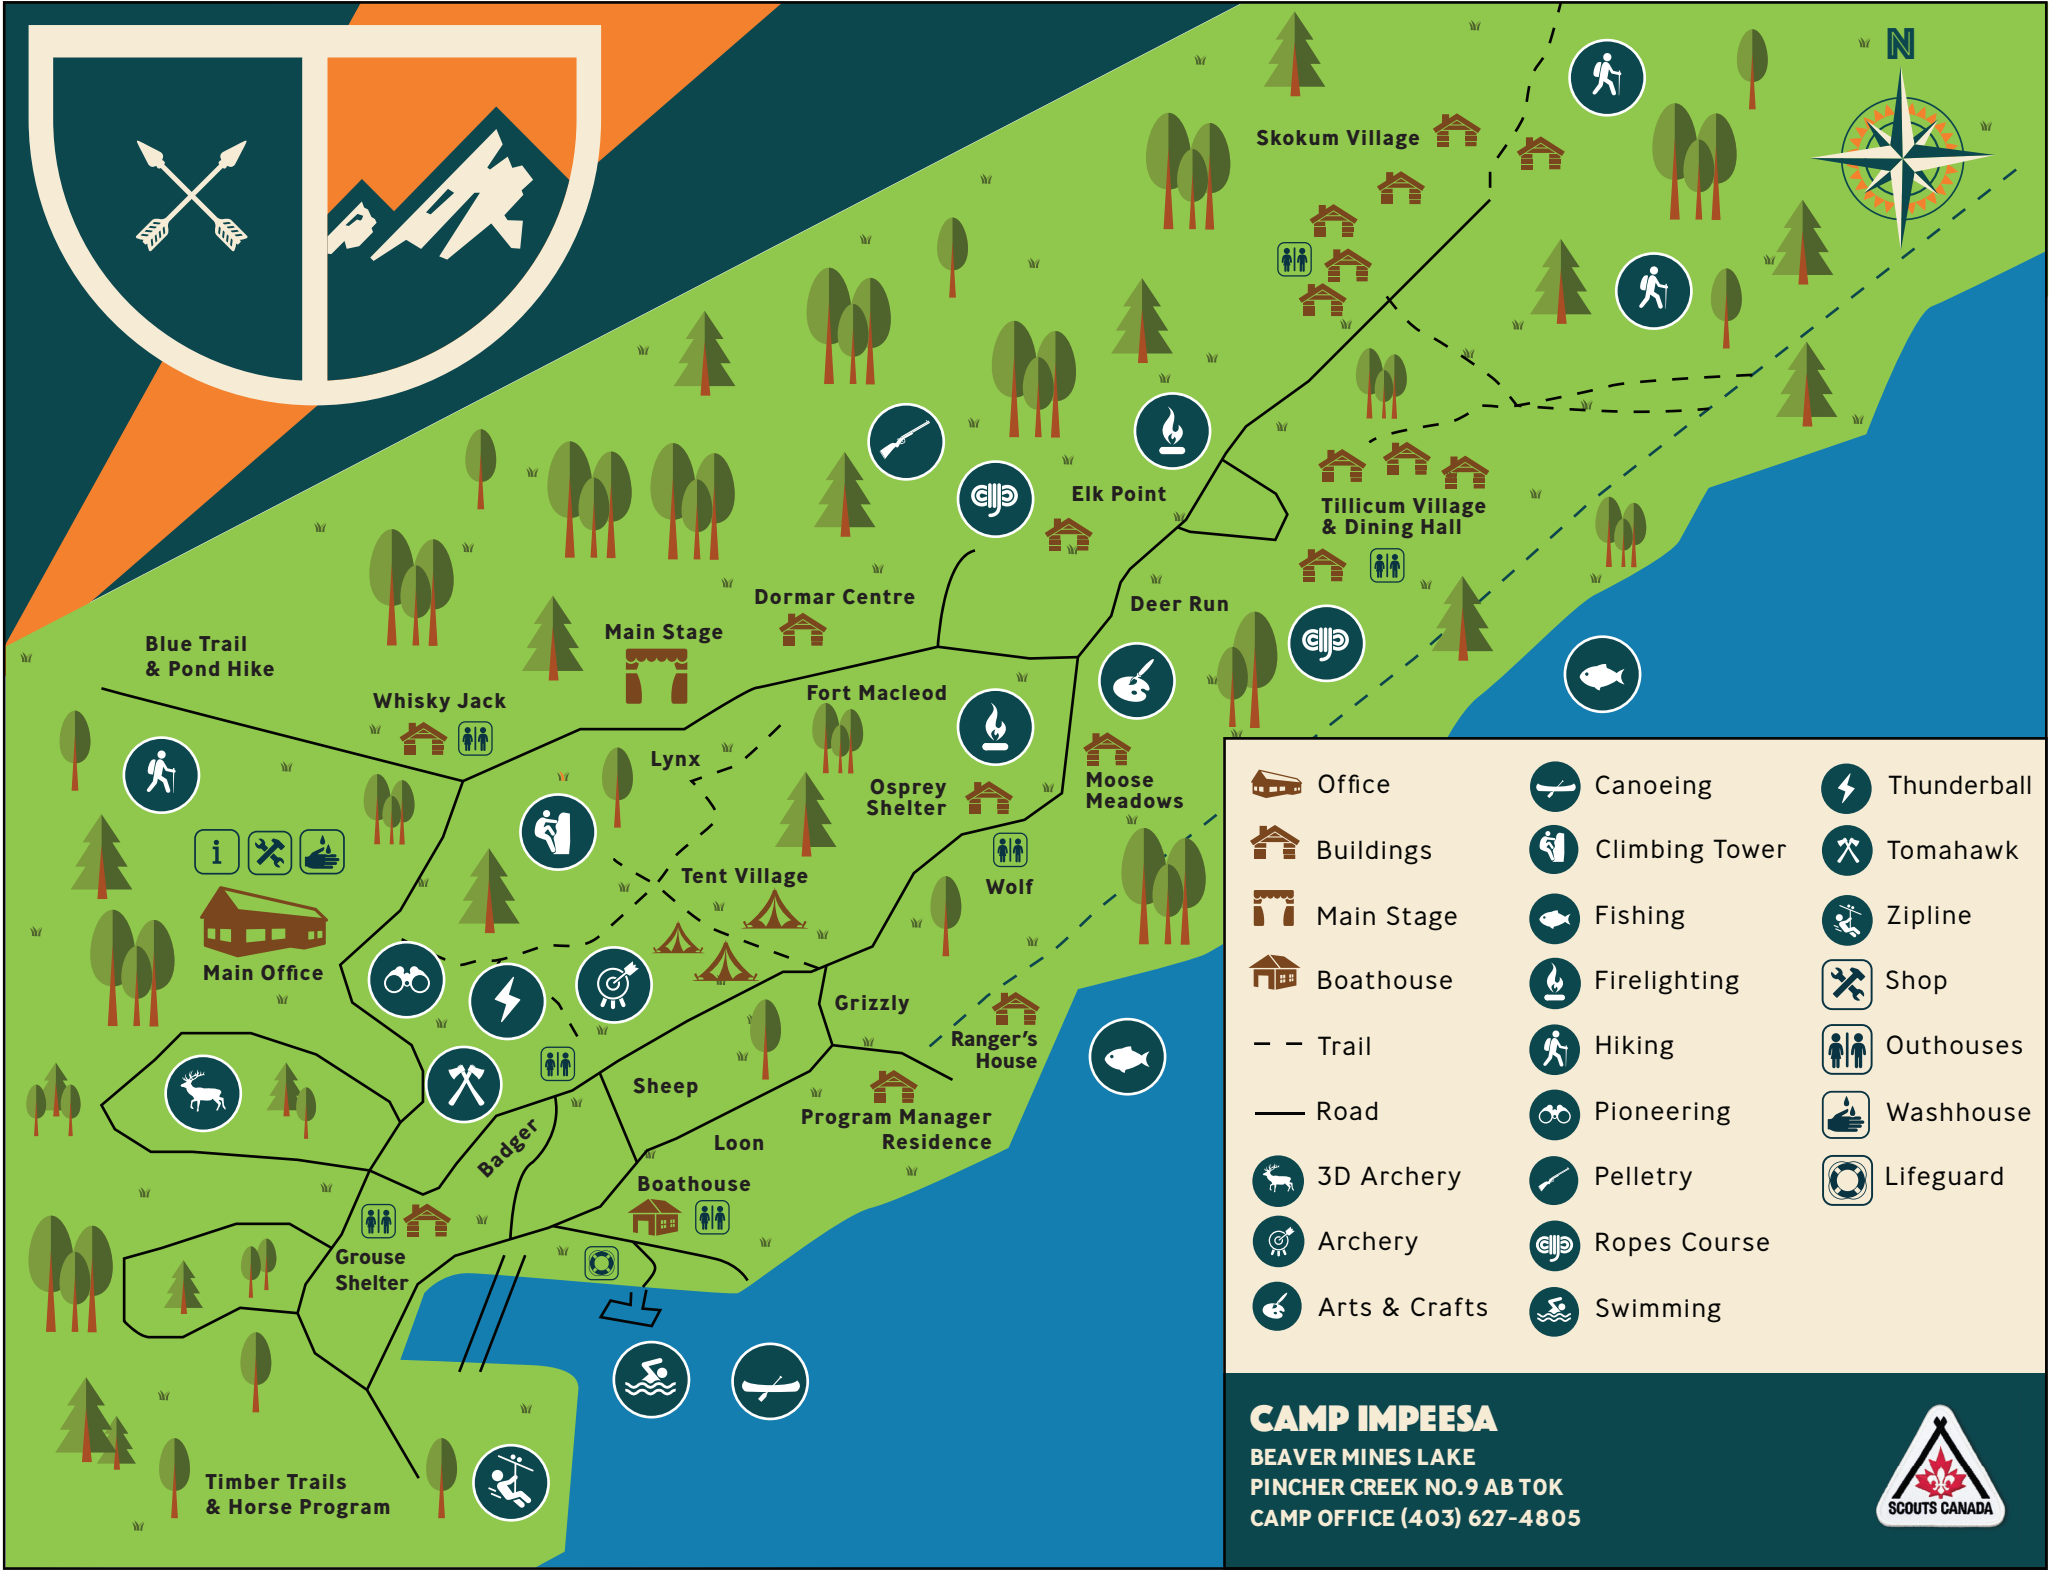 N
Skokum Village
Elk Point
Tillicum Village
& Dining Hall
Dormar Centre
Deer Run
Main Stage
Blue Trail
& Pond Hike
Whisky Jack
Fort Macleod
Lynx
Osprey
Shelter
Moose
Meadows
Tent Village
Wolf
i
Main Office
Grizzly
Ranger's
House
Sheep
Program Manager
Residence
Badger
Loon
Boathouse
Grouse
Shelter
Timber Trails
& Horse Program
Office
Buildings
Main Stage
Boathouse
Trail
Road
3D Archery
Archery
Arts & Crafts
Canoeing
Climbing Tower
Fishing
Firelighting
Hiking
Pioneering
Pelletry
Ropes Course
Swimming
Thunderball
Tomahawk
Zipline
Shop
Outhouses
Washhouse
Lifeguard
CAMP IMPEESA
BEAVER MINES LAKE
PINCHER CREEK NO.9 AB T0K
CAMP OFFICE (403) 627-4805
SCOUTS CANADA